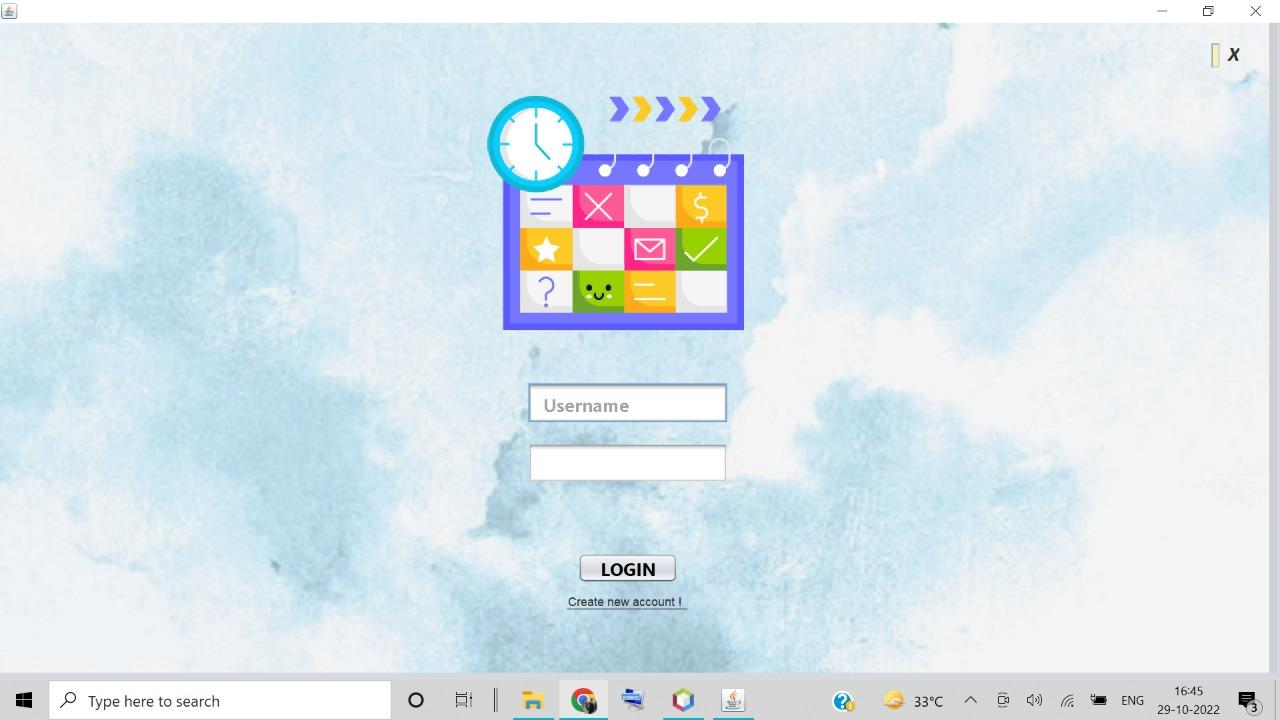 X
Username
LOGIN
Create new account !
Type here to search
33°C
ENG
16:45
29-10-2022
3